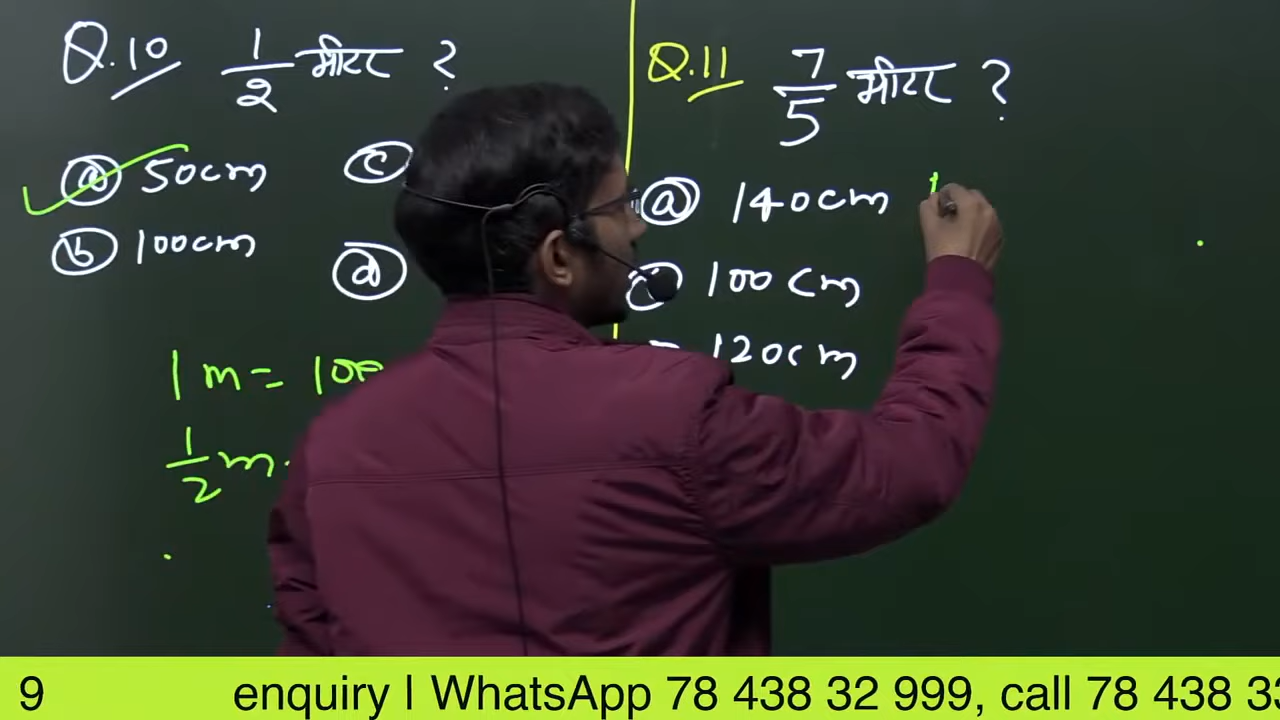 Q.10 1/2 मीटर ?
(a) 50cm (c)
(b) 100cm (d)
1 m = 100
1/2 m
Q.11 7/5 मीटर ?
(a) 140cm
100 cm
120cm
9 enquiry | WhatsApp 78 438 32 999, call 78 438 3